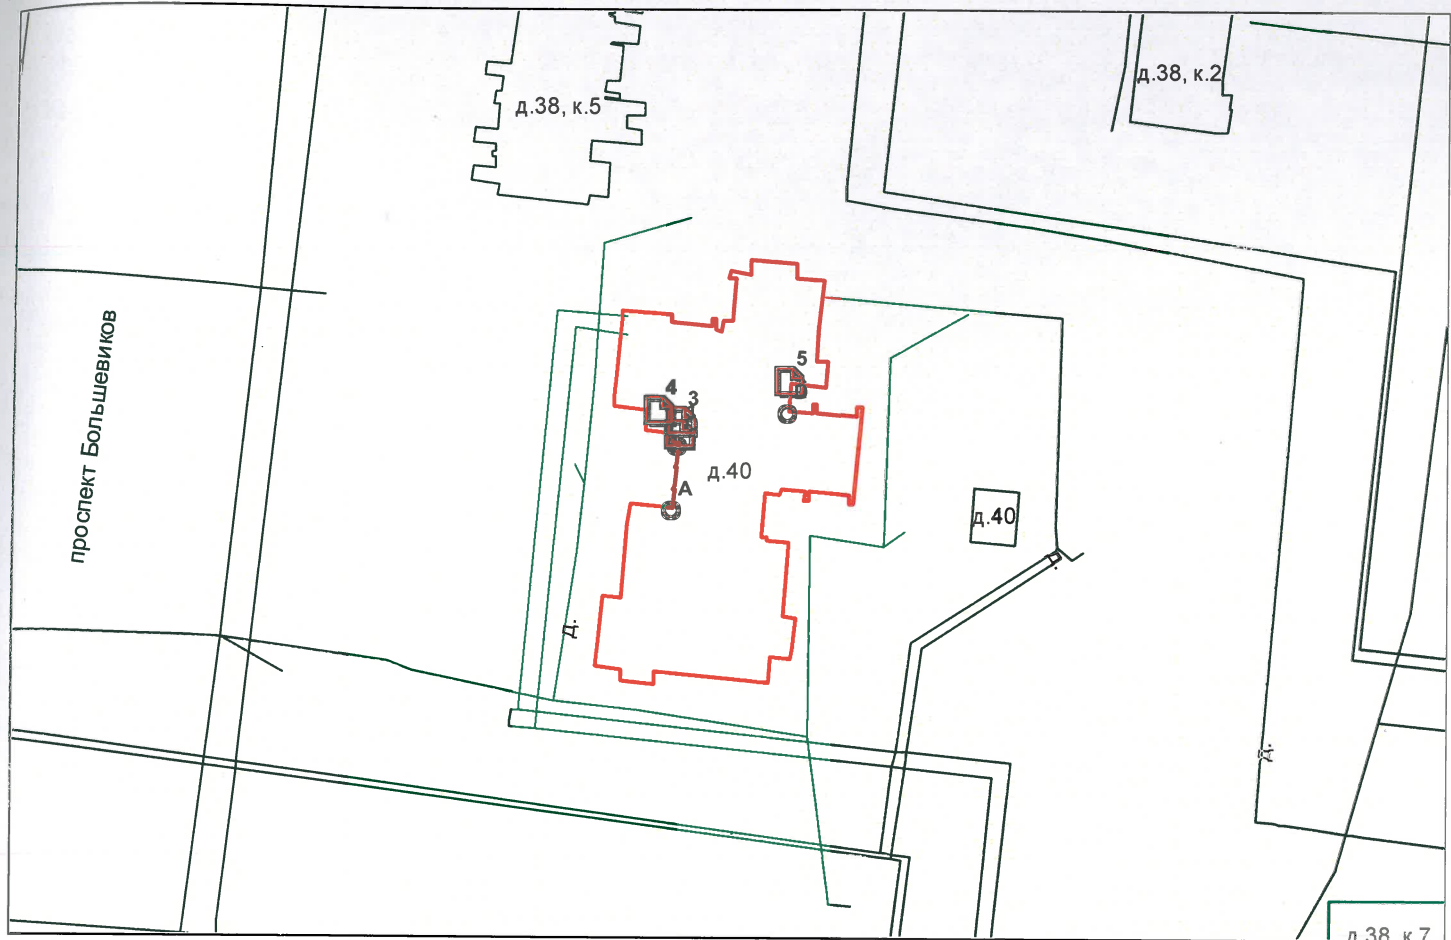 д.38, к.5
д.38, к.2
проспект Большевиков
5
4
3
А
д.40
д.40
Д.
Д.
д.38, к.7